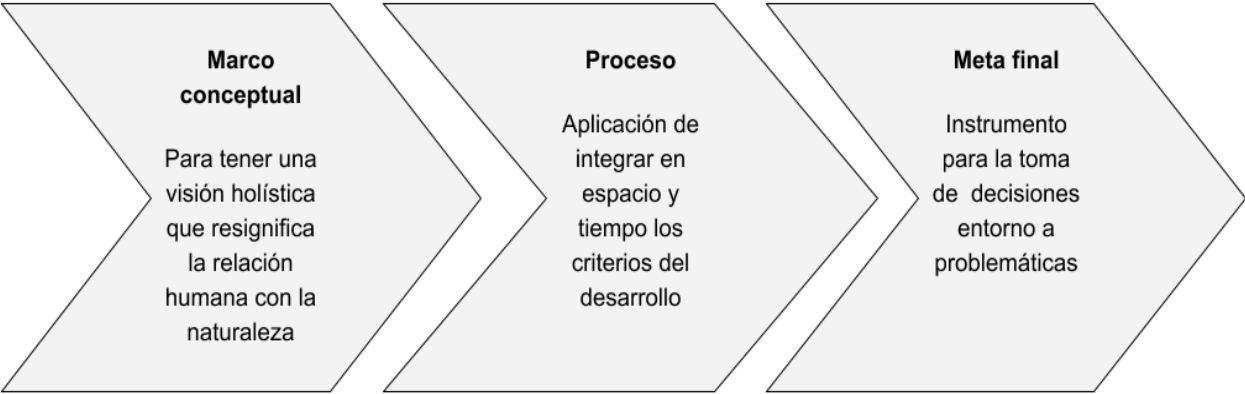 Marco
conceptual
Para tener una
visión holística
que resignifica
la relación
humana con la
naturaleza
Proceso
Aplicación de
integrar en
espacio y
tiempo los
criterios del
desarrollo
Meta final
Instrumento
para la toma
de  decisiones
entorno a
problemáticas